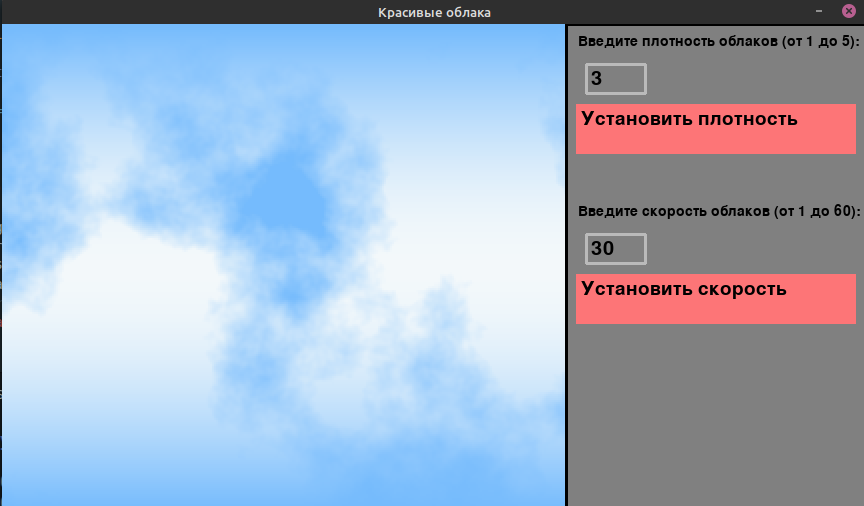 Красивые облака
Введите плотность облаков (от 1 до 5):
3
Установить плотность
Введите скорость облаков (от 1 до 60):
30
Установить скорость